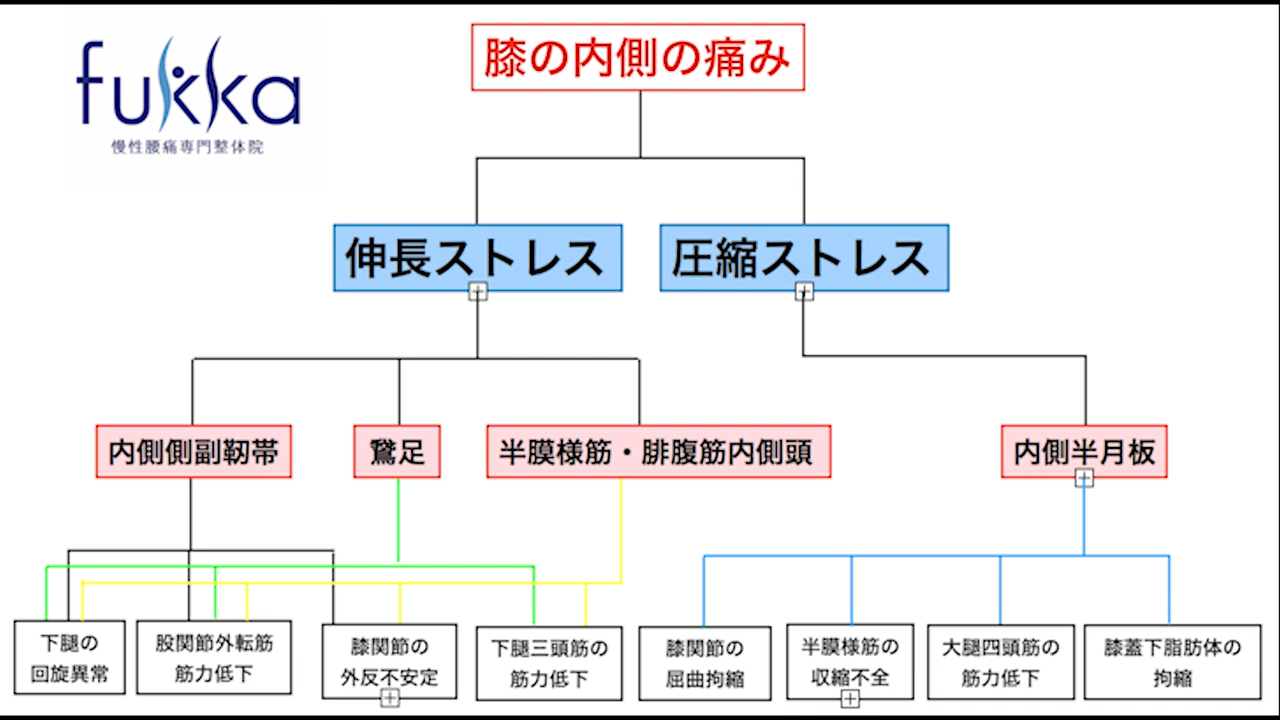 膝の内側の痛み
fukka
慢性腰痛専門整体院
伸長ストレス
圧縮ストレス
内側側副靭帯
鵞足
半膜様筋・腓腹筋内側頭
内側半月板
下腿の
回旋異常
股関節外転筋
筋力低下
膝関節の
外反不安定
下腿三頭筋の
筋力低下
膝関節の
屈曲拘縮
半膜様筋の
収縮不全
大腿四頭筋の
筋力低下
膝蓋下脂肪体の
拘縮